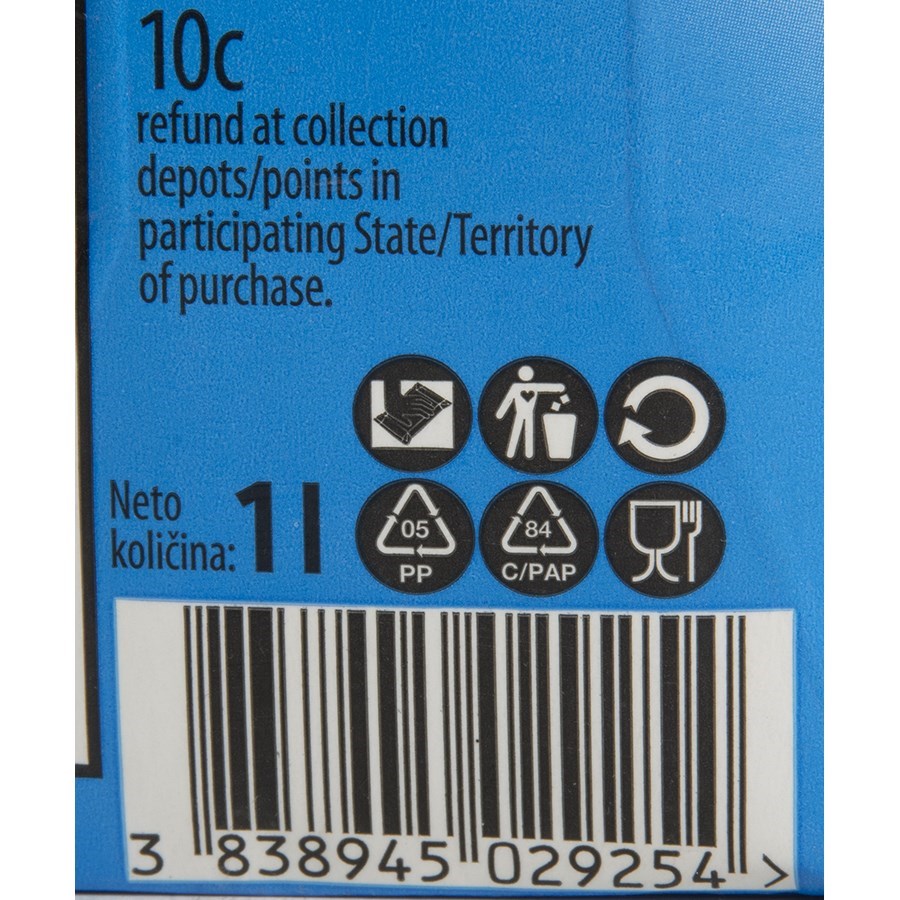 10c
refund at collection
depots/points in
participating State/Territory
of purchase.
Neto
količina: 1 l
05
PP
84
C/PAP
3 838945 029254 >